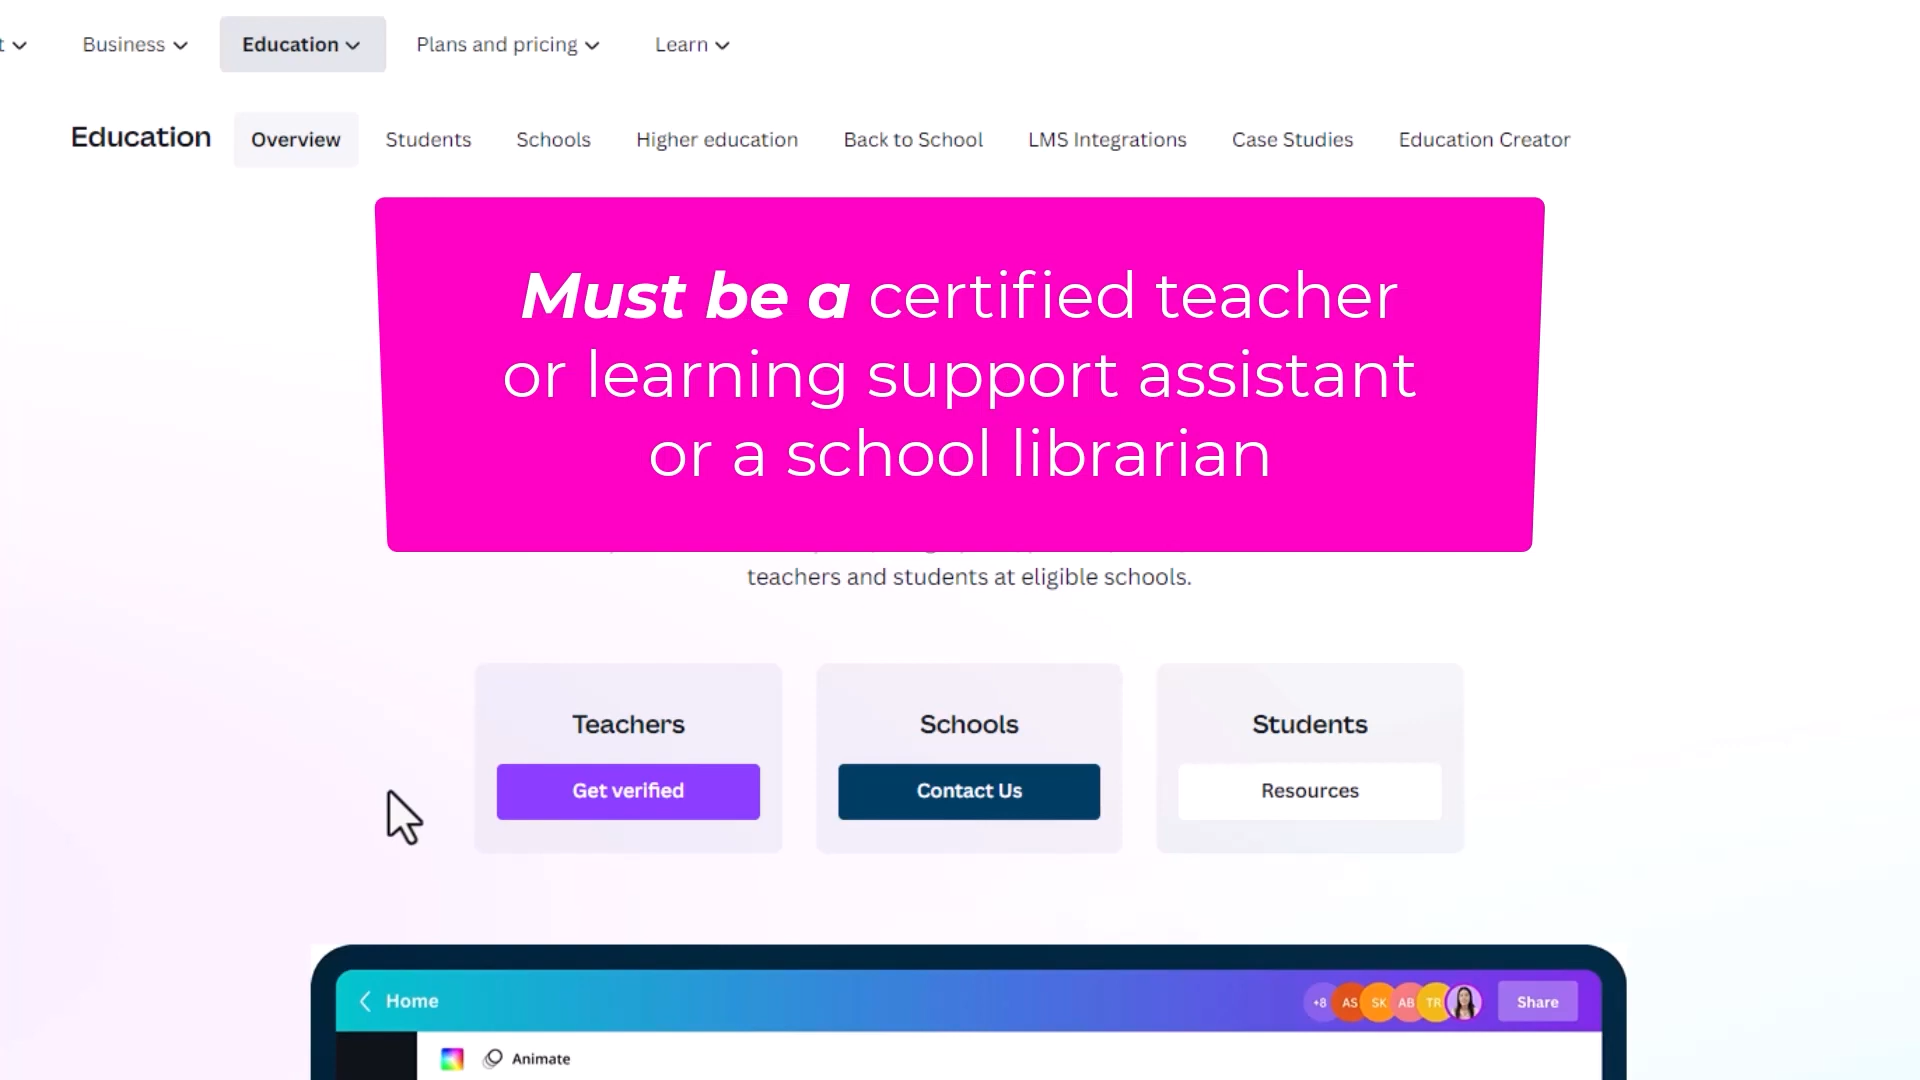 t Business Education Plans and pricing Learn
Education Overview Students Schools Higher education Back to School LMS Integrations Case Studies Education Creator
Must be a certified teacher
or learning support assistant
or a school librarian
teachers and students at eligible schools.
Teachers Schools Students
Get verified Contact Us Resources
Home +8 AS SK AB TR Share
Animate